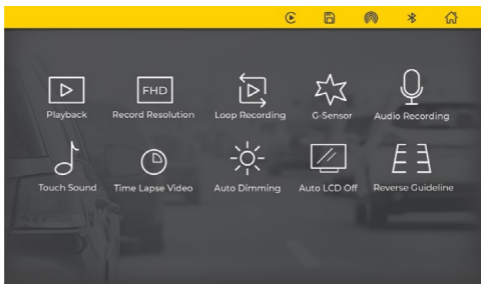 FHD
Playback Record Resolution Loop Recording G-Sensor Audio Recording
Touch Sound Time Lapse Video Auto Dimming Auto LCD Off Reverse Guideline